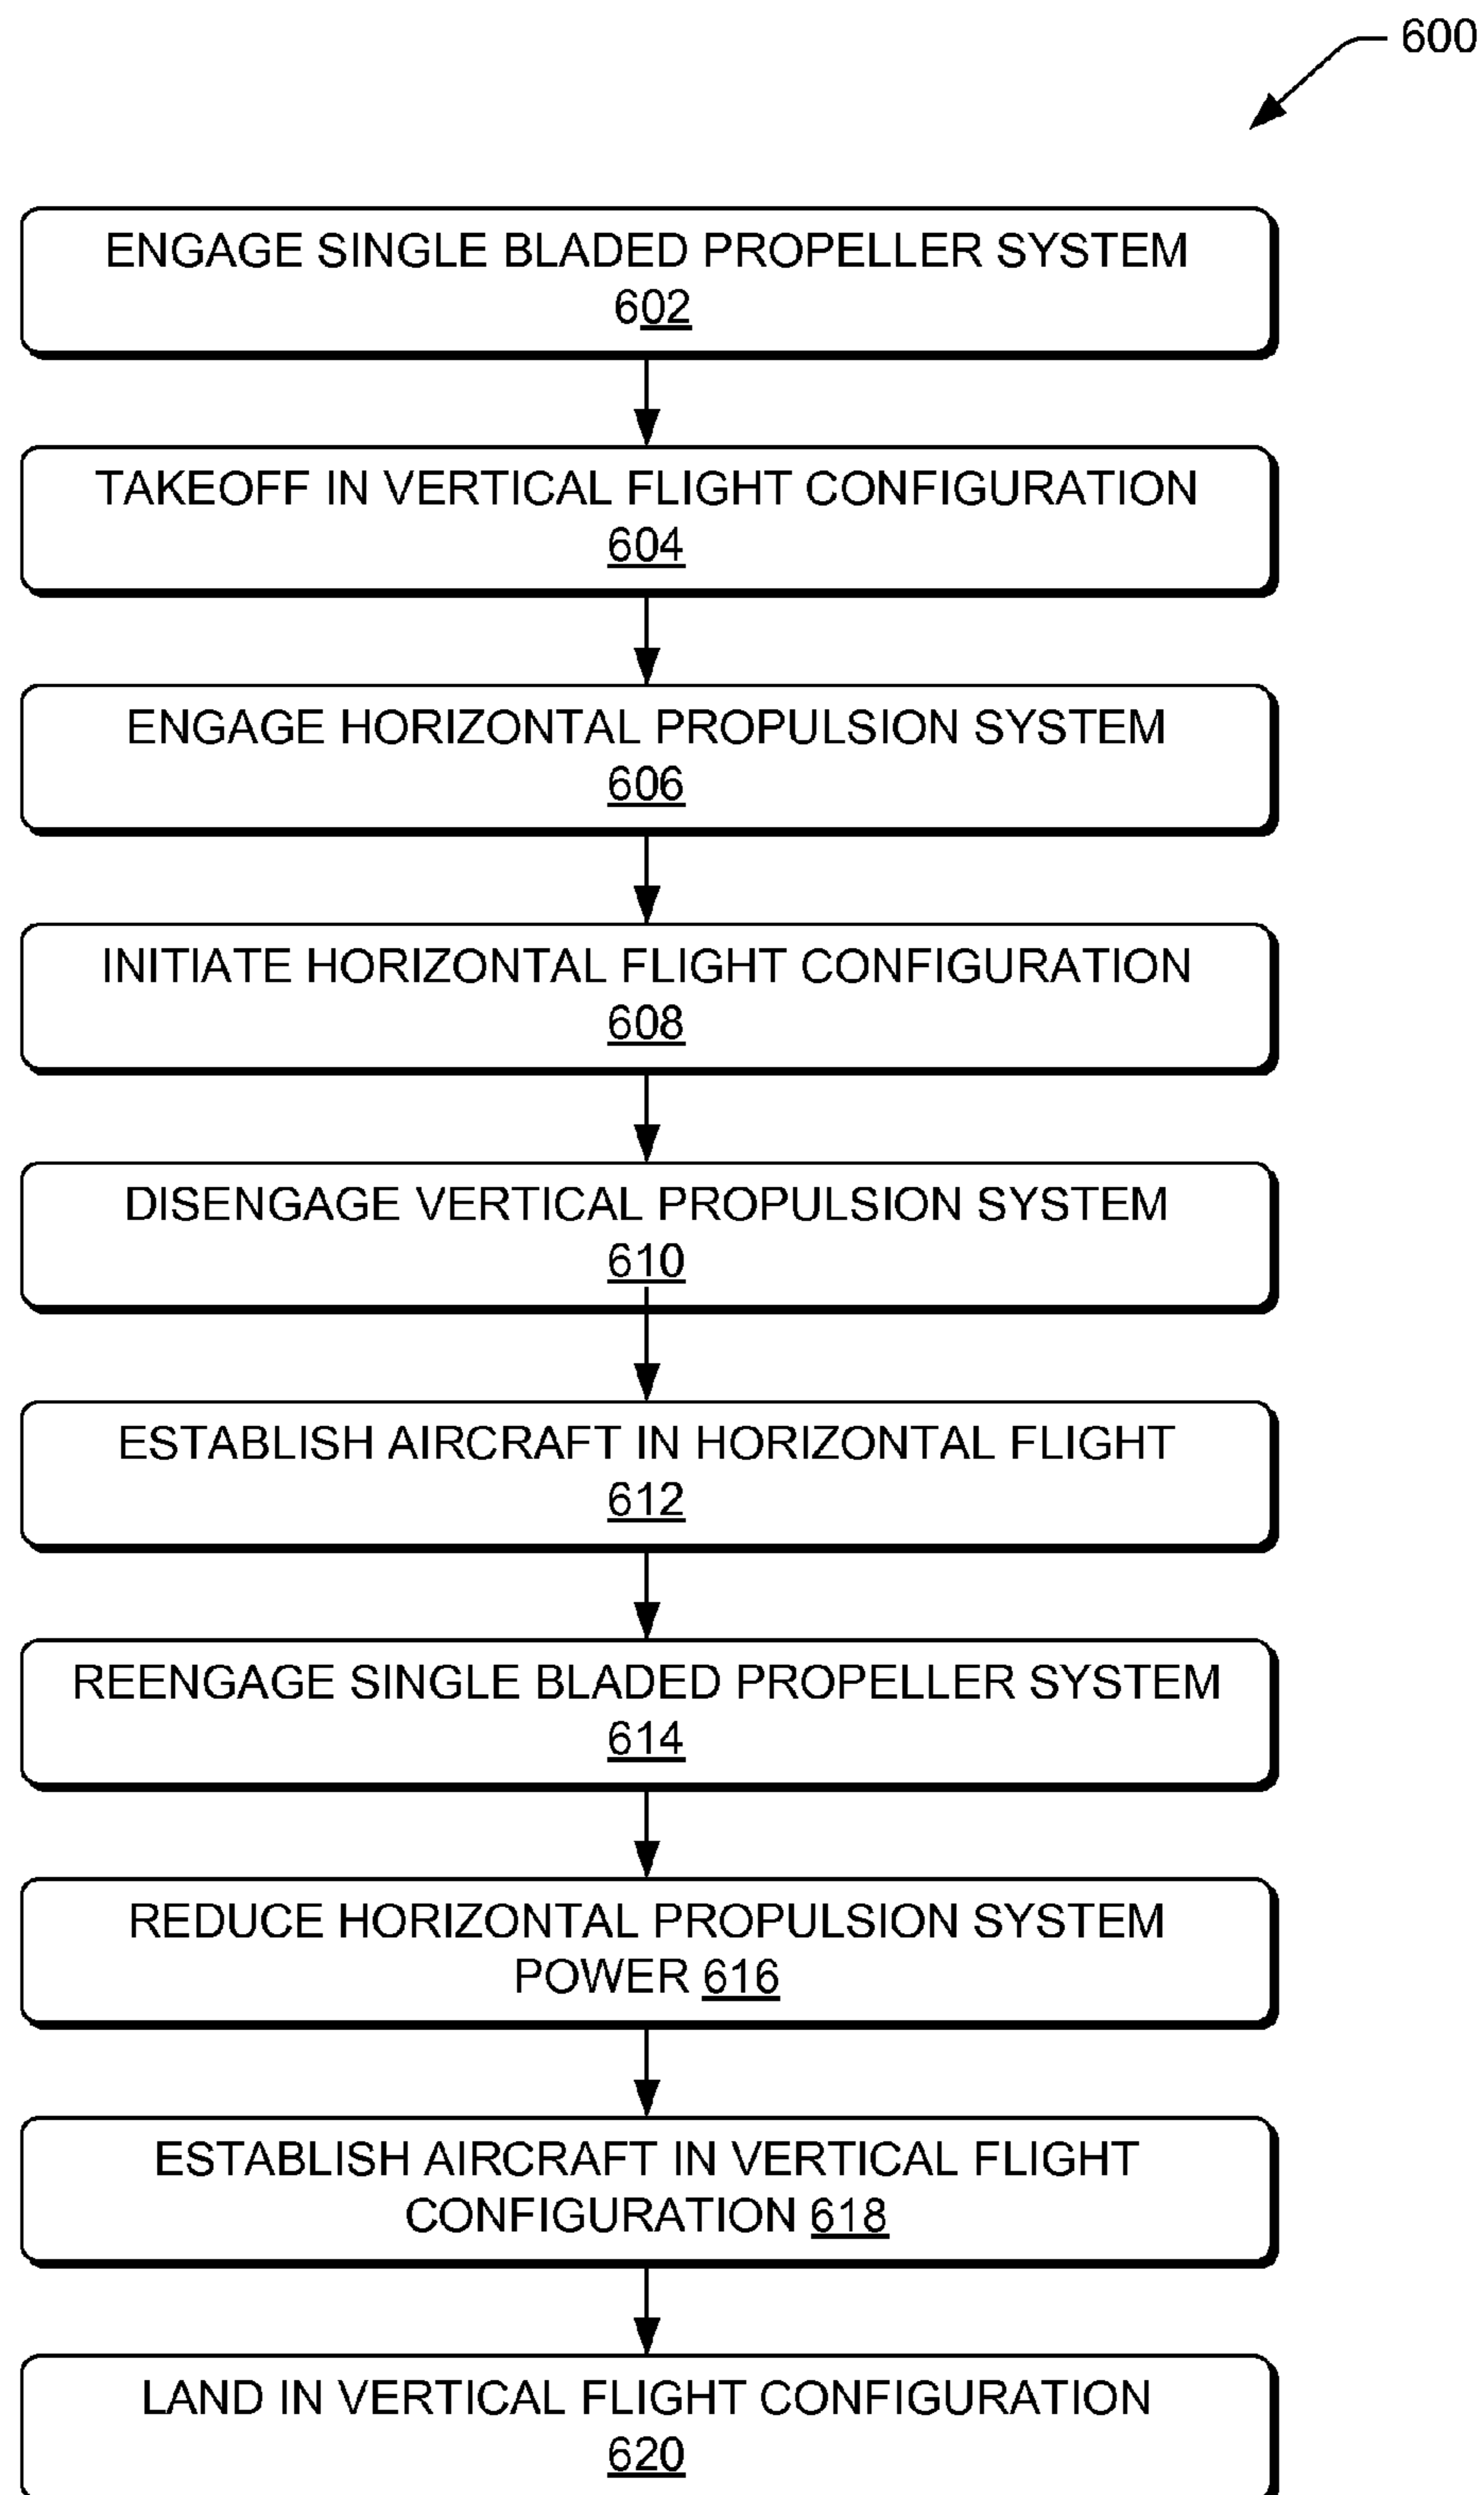 600
ENGAGE SINGLE BLADED PROPELLER SYSTEM
602
TAKEOFF IN VERTICAL FLIGHT CONFIGURATION
604
ENGAGE HORIZONTAL PROPULSION SYSTEM
606
INITIATE HORIZONTAL FLIGHT CONFIGURATION
608
DISENGAGE VERTICAL PROPULSION SYSTEM
610
ESTABLISH AIRCRAFT IN HORIZONTAL FLIGHT
612
REENGAGE SINGLE BLADED PROPELLER SYSTEM
614
REDUCE HORIZONTAL PROPULSION SYSTEM
POWER 616
ESTABLISH AIRCRAFT IN VERTICAL FLIGHT
CONFIGURATION 618
LAND IN VERTICAL FLIGHT CONFIGURATION
620